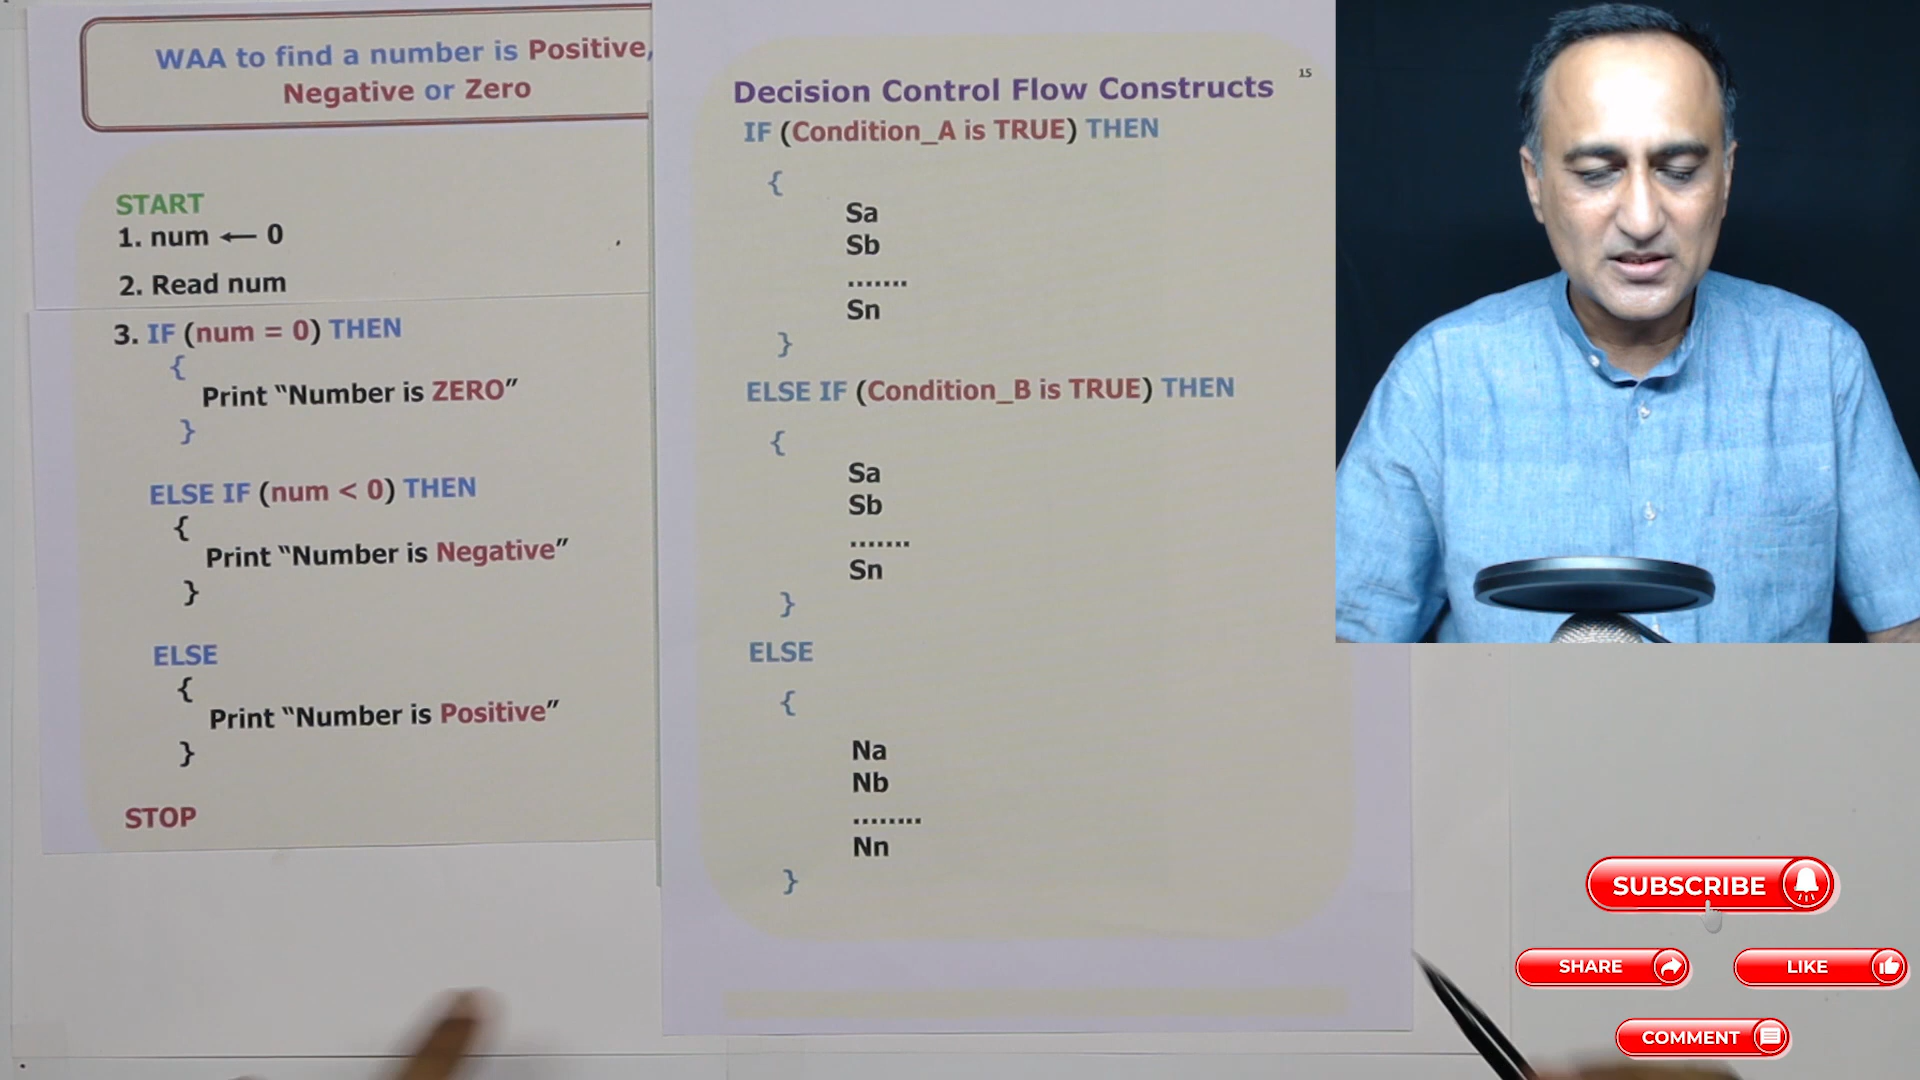 WAA to find a number is Positive,
Negative or Zero
START
1. num ← 0
2. Read num
3. IF (num = 0) THEN
{
Print “Number is ZERO”
}
ELSE IF (num < 0) THEN
{
Print “Number is Negative”
}
ELSE
{
Print “Number is Positive”
}
STOP
15
Decision Control Flow Constructs
IF (Condition_A is TRUE) THEN
{
Sa
Sb
.......
Sn
}
ELSE IF (Condition_B is TRUE) THEN
{
Sa
Sb
.......
Sn
}
ELSE
{
Na
Nb
........
Nn
}
SUBSCRIBE
SHARE
LIKE
COMMENT